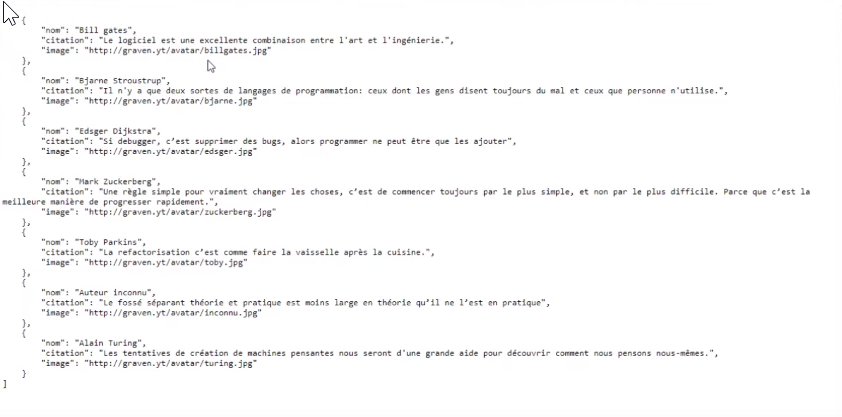 {
"nom": "Bill gates",
"citation": "Le logiciel est une excellente combinaison entre l'art et l'ingénierie.",
"image": "http://graven.yt/avatar/billgates.jpg"
},
{
"nom": "Bjarne Stroustrup",
"citation": "Il n'y a que deux sortes de langages de programmation: ceux dont les gens disent toujours du mal et ceux que personne n'utilise.",
"image": "http://graven.yt/avatar/bjarne.jpg"
},
{
"nom": "Edsger Dijkstra",
"citation": "Si debugger, c’est supprimer des bugs, alors programmer ne peut être que les ajouter",
"image": "http://graven.yt/avatar/edsger.jpg"
},
{
"nom": "Mark Zuckerberg",
"citation": "Une règle simple pour vraiment changer les choses, c’est de commencer toujours par le plus simple, et non par le plus difficile. Parce que c’est la
meilleure manière de progresser rapidement.",
"image": "http://graven.yt/avatar/zuckerberg.jpg"
},
{
"nom": "Toby Parkins",
"citation": "La refactorisation c’est comme faire la vaisselle après la cuisine.",
"image": "http://graven.yt/avatar/toby.jpg"
},
{
"nom": "Auteur inconnu",
"citation": "Le fossé séparant théorie et pratique est moins large en théorie qu’il ne l’est en pratique",
"image": "http://graven.yt/avatar/inconnu.jpg"
},
{
"nom": "Alain Turing",
"citation": "Les tentatives de création de machines pensantes nous seront d'une grande aide pour découvrir comment nous pensons nous-mêmes.",
"image": "http://graven.yt/avatar/turing.jpg"
}
]